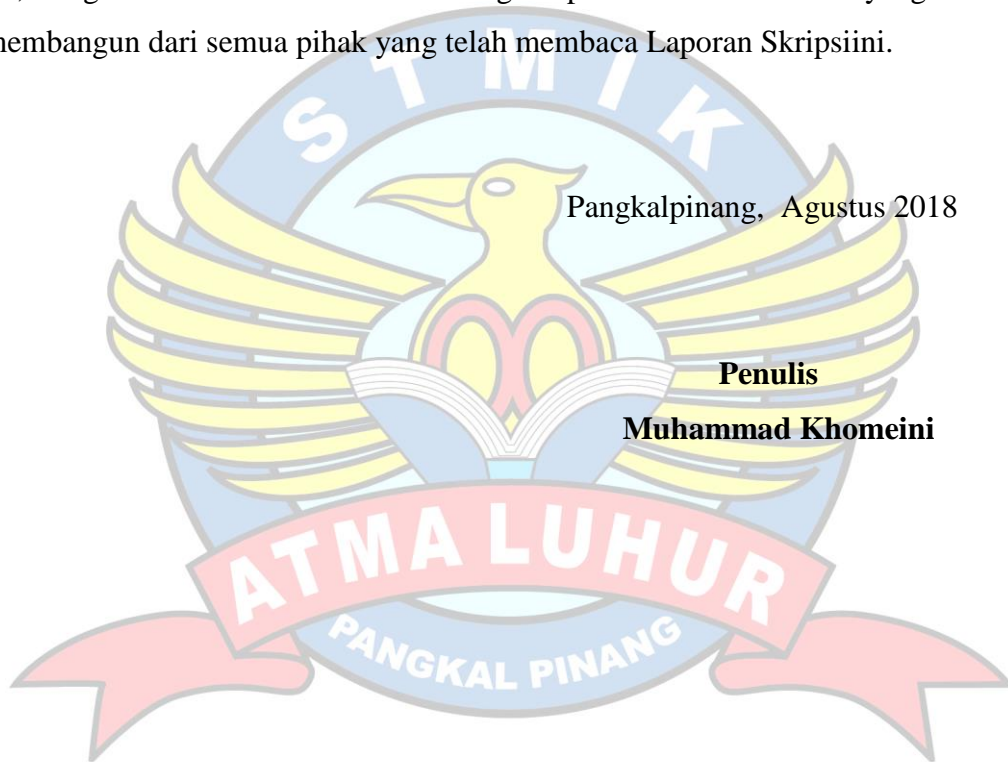 membangun dari semua pihak yang telah membaca Laporan Skripsiini.
STMIK
Pangkalpinang, Agustus 2018
Penulis
Muhammad Khomeini
ATMA LUHUR
PANGKAL PINANG